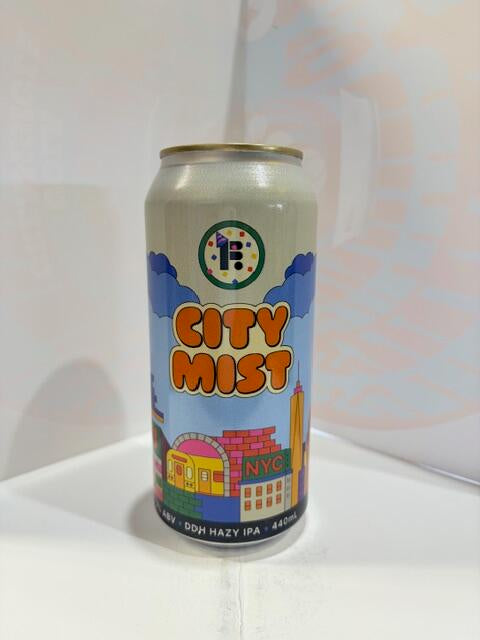 CITY
MIST
NYC
ABV • DDH HAZY IPA • 440mL